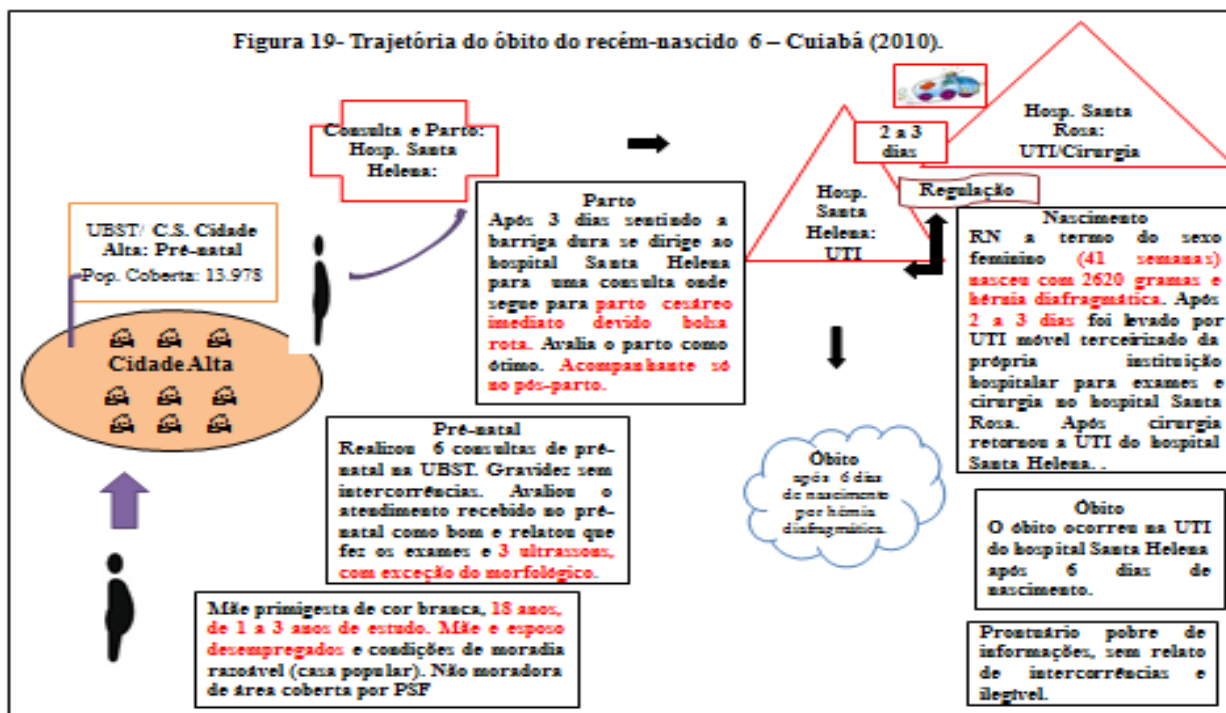 Figura 19- Trajetória do óbito do recém-nascido 6 – Cuiabá (2010).
Consulta e Parto:
Hosp. Santa
Helena:
Hosp. Santa
Rosa:
UTI/Cirurgia
2 a 3
dias
Regulação
Hosp.
Santa
Helena:
UTI
UBST/ C.S. Cidade
Alta: Pré-natal
Pop. Coberta: 13.978
Cidade Alta
Parto
Após 3 dias sentindo a
barriga dura se dirige ao
hospital Santa Helena
para uma consulta onde
segue para parto cesáreo
imediato devido bolsa
rota. Avalia o parto como
ótimo. Acompanhante só
no pós-parto.
Nascimento
RN a termo do sexo
feminino (41 semanas)
nasceu com 2620 gramas e
hérnia diafragmática. Após
2 a 3 dias foi levado por
UTI móvel terceirizado da
própria instituição
hospitalar para exames e
cirurgia no hospital Santa
Rosa. Após cirurgia
retornou a UTI do hospital
Santa Helena. .
Pré-natal
Realizou 6 consultas de pré-
natal na UBST. Gravidez sem
intercorrências. Avaliou o
atendimento recebido no pré-
natal como bom e relatou que
fez os exames e 3 ultrassons,
com exceção do morfológico.
Óbito
após 6 dias
de nascimento
por hérnia
diafragmática.
Óbito
O óbito ocorreu na UTI
do hospital Santa Helena
após 6 dias de
nascimento.
Mãe primigesta de cor branca, 18 anos,
de 1 a 3 anos de estudo. Mãe e esposo
desempregados e condições de moradia
razoável (casa popular). Não moradora
de área coberta por PSF
Prontuário pobre de
informações, sem relato
de intercorrências e
ilegível.